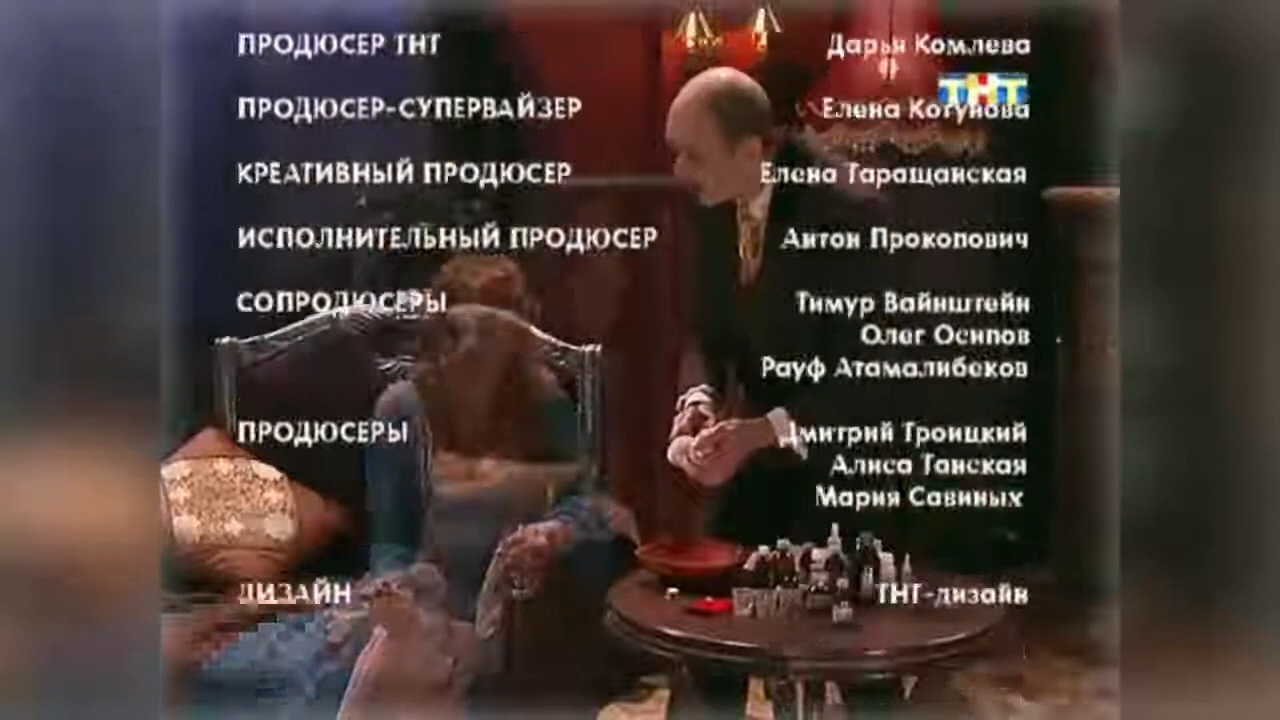 ПРОДЮСЕР ТНТ Дарья Комлева
ТНТ
ПРОДЮСЕР-СУПЕРВАЙЗЕР Елена Котунова
КРЕАТИВНЫЙ ПРОДЮСЕР Елена Таращанская
ИСПОЛНИТЕЛЬНЫЙ ПРОДЮСЕР Антон Прокопович
СОПРОДЮСЕРЫ Тимур Вайнштейн
Олег Осипов
Рауф Атамалибеков
ПРОДЮСЕРЫ Дмитрий Троицкий
Алиса Танская
Мария Савиных
ДИЗАЙН ТНТ-дизайн